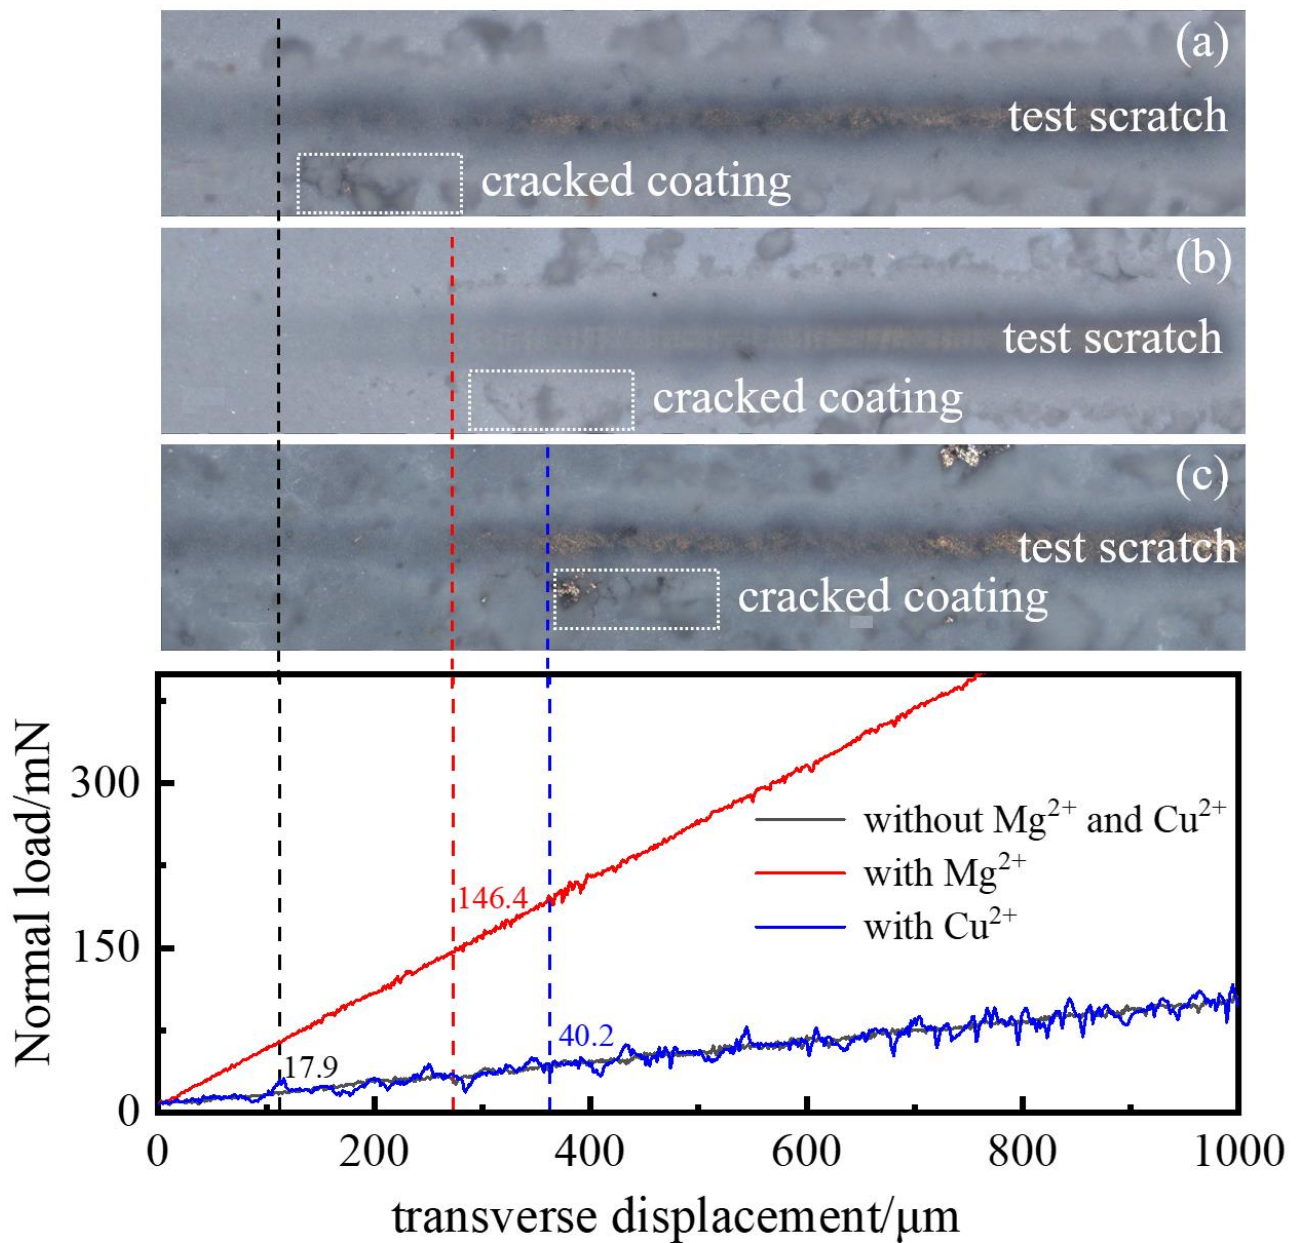 (a)
test scratch
cracked coating
(b)
test scratch
cracked coating
(c)
test scratch
cracked coating
Normal load/mN
300
150
0
without Mg²⁺ and Cu²⁺
with Mg²⁺
with Cu²⁺
146.4
40.2
17.9
0 200 400 600 800 1000
transverse displacement/μm